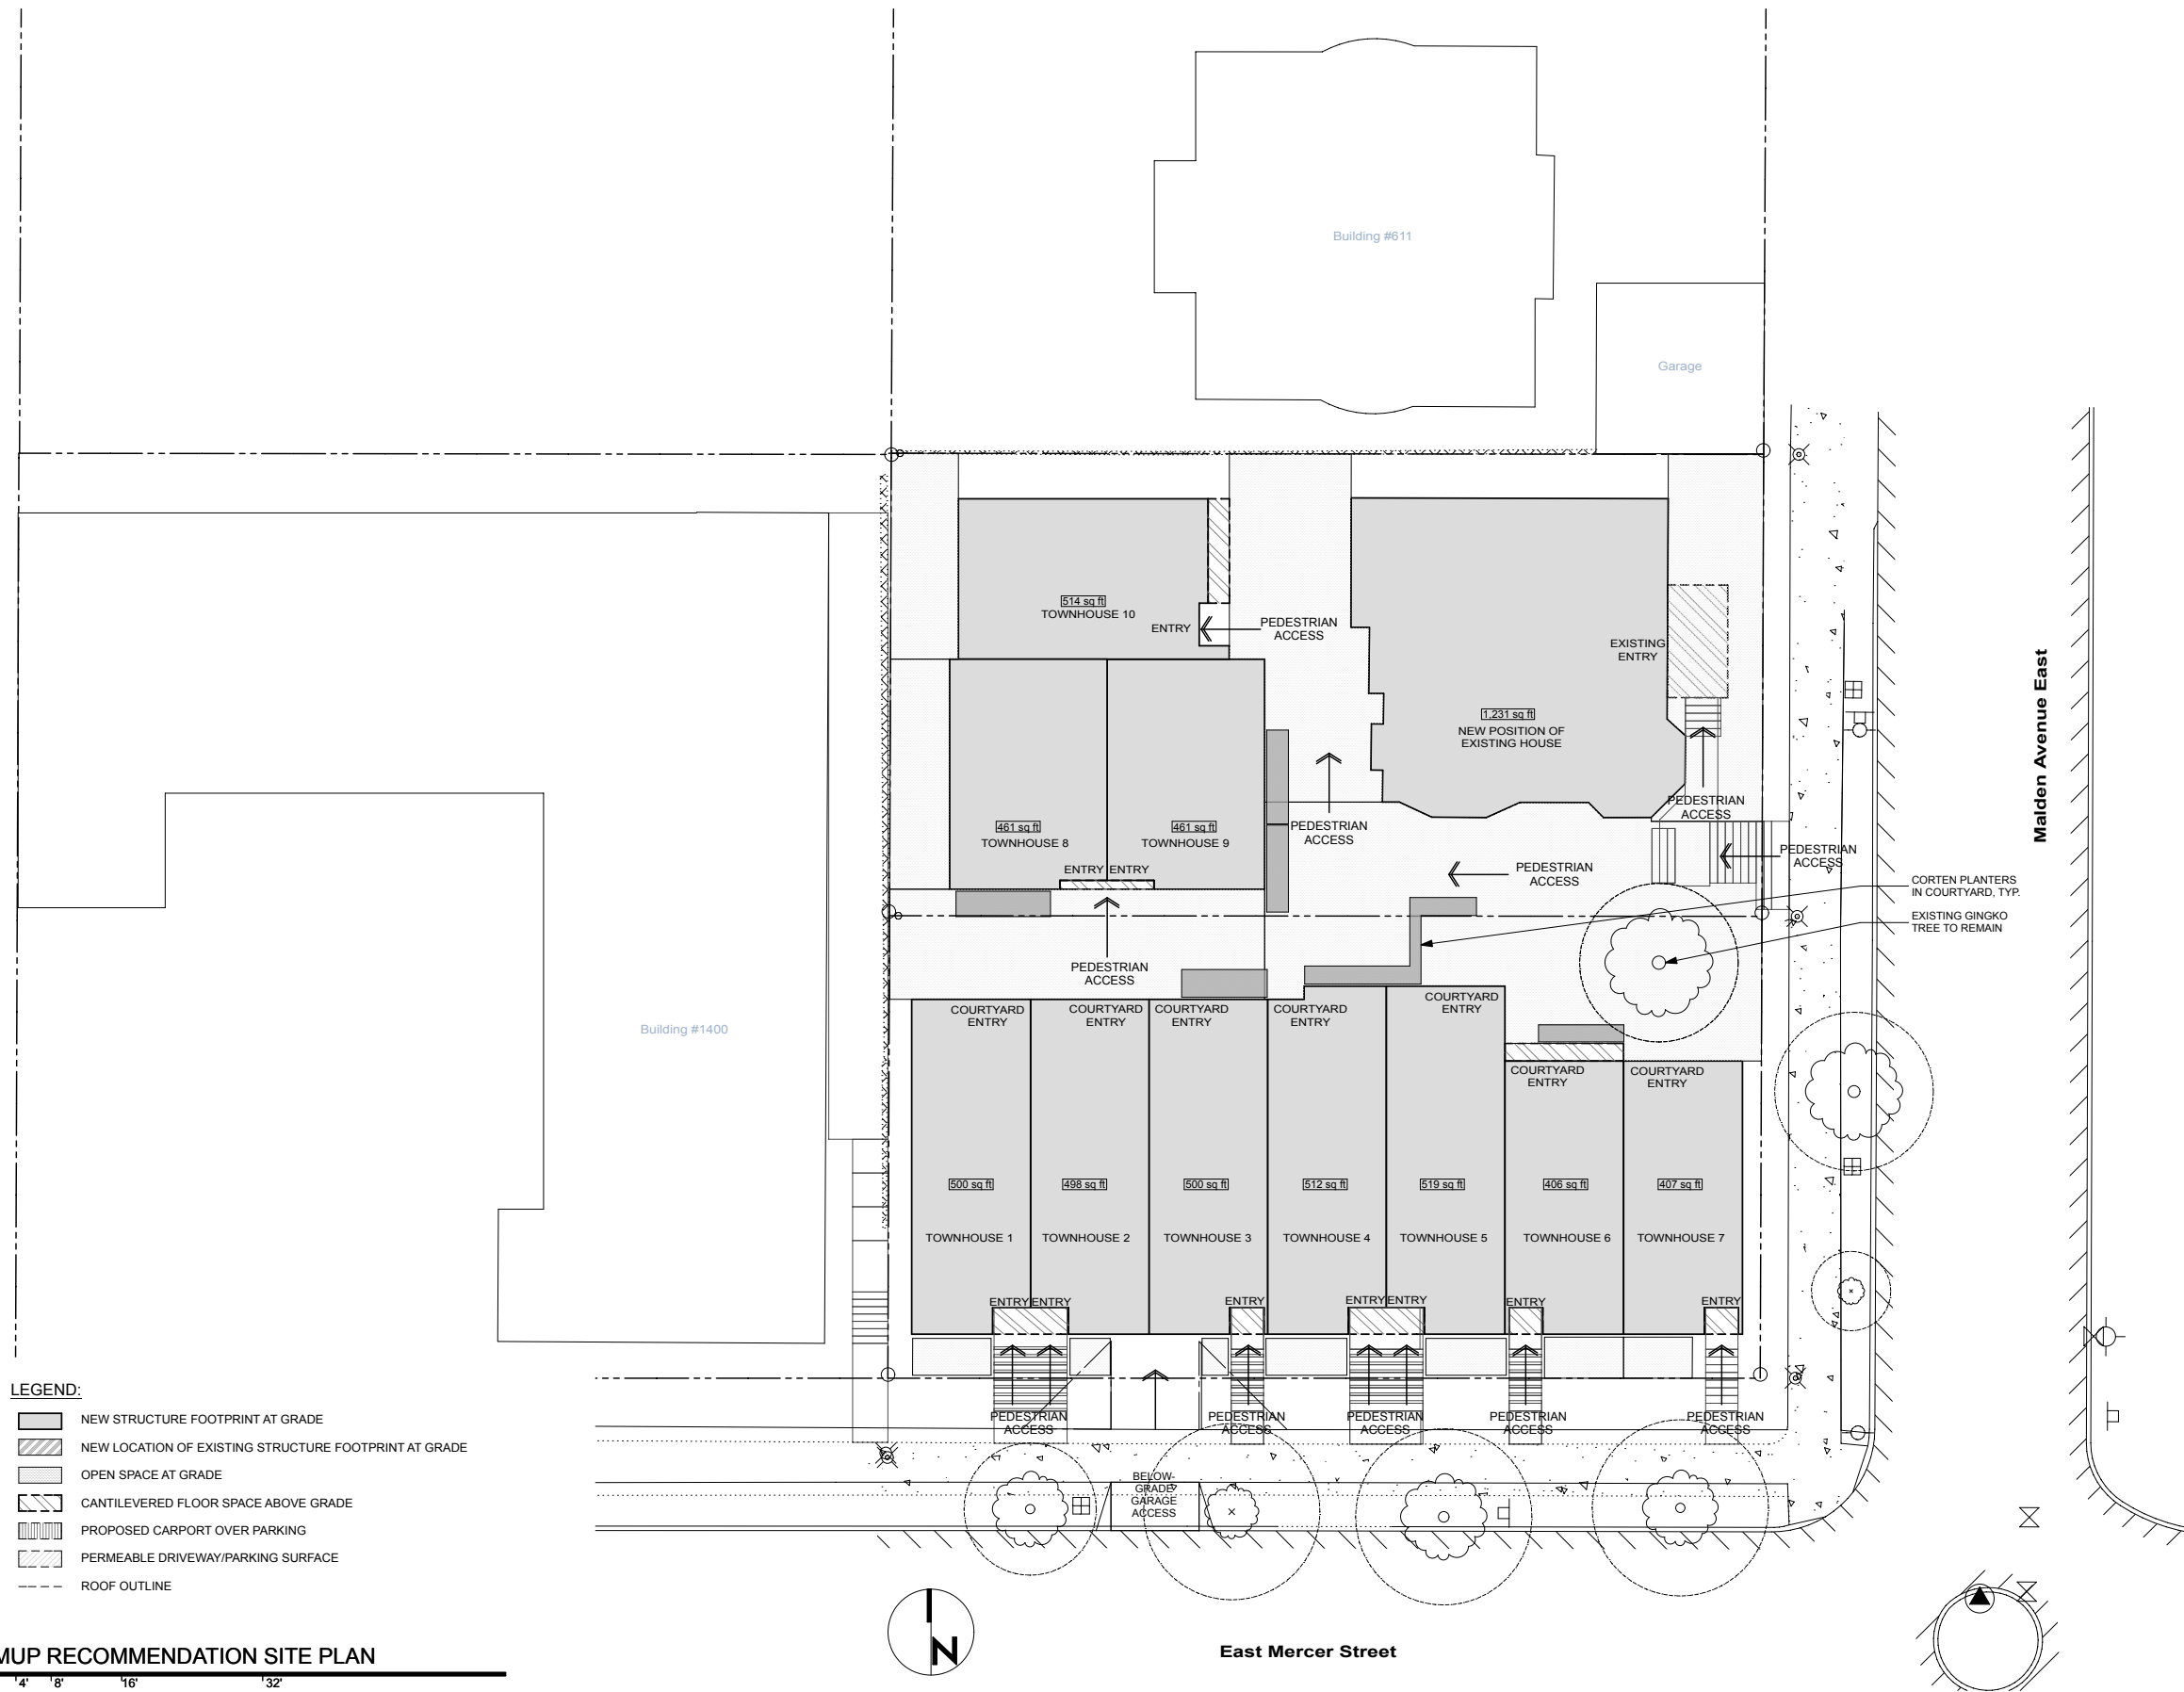 Building #611
Garage
514 sq ft
TOWNHOUSE 10
ENTRY
PEDESTRIAN
ACCESS
EXISTING
ENTRY
1,231 sq ft
NEW POSITION OF
EXISTING HOUSE
Malden Avenue East
PEDESTRIAN
ACCESS
461 sq ft
TOWNHOUSE 8
461 sq ft
TOWNHOUSE 9
PEDESTRIAN
ACCESS
PEDESTRIAN
ACCESS
ENTRY
ENTRY
PEDESTRIAN
ACCESS
CORTEN PLANTERS
IN COURTYARD, TYP.
EXISTING GINGKO
TREE TO REMAIN
PEDESTRIAN
ACCESS
Building #1400
COURTYARD
ENTRY
COURTYARD
ENTRY
COURTYARD
ENTRY
COURTYARD
ENTRY
COURTYARD
ENTRY
COURTYARD
ENTRY
COURTYARD
ENTRY
500 sq ft
498 sq ft
500 sq ft
512 sq ft
519 sq ft
406 sq ft
407 sq ft
TOWNHOUSE 1
TOWNHOUSE 2
TOWNHOUSE 3
TOWNHOUSE 4
TOWNHOUSE 5
TOWNHOUSE 6
TOWNHOUSE 7
ENTRY
ENTRY
ENTRY
ENTRY
ENTRY
ENTRY
ENTRY
PEDESTRIAN
ACCESS
PEDESTRIAN
ACCESS
PEDESTRIAN
ACCESS
PEDESTRIAN
ACCESS
PEDESTRIAN
ACCESS
BELOW-
GRADE
GARAGE
ACCESS
LEGEND:
NEW STRUCTURE FOOTPRINT AT GRADE
NEW LOCATION OF EXISTING STRUCTURE FOOTPRINT AT GRADE
OPEN SPACE AT GRADE
CANTILEVERED FLOOR SPACE ABOVE GRADE
PROPOSED CARPORT OVER PARKING
PERMEABLE DRIVEWAY/PARKING SURFACE
ROOF OUTLINE
N
East Mercer Street
MUP RECOMMENDATION SITE PLAN
4' 8' 16' 32'